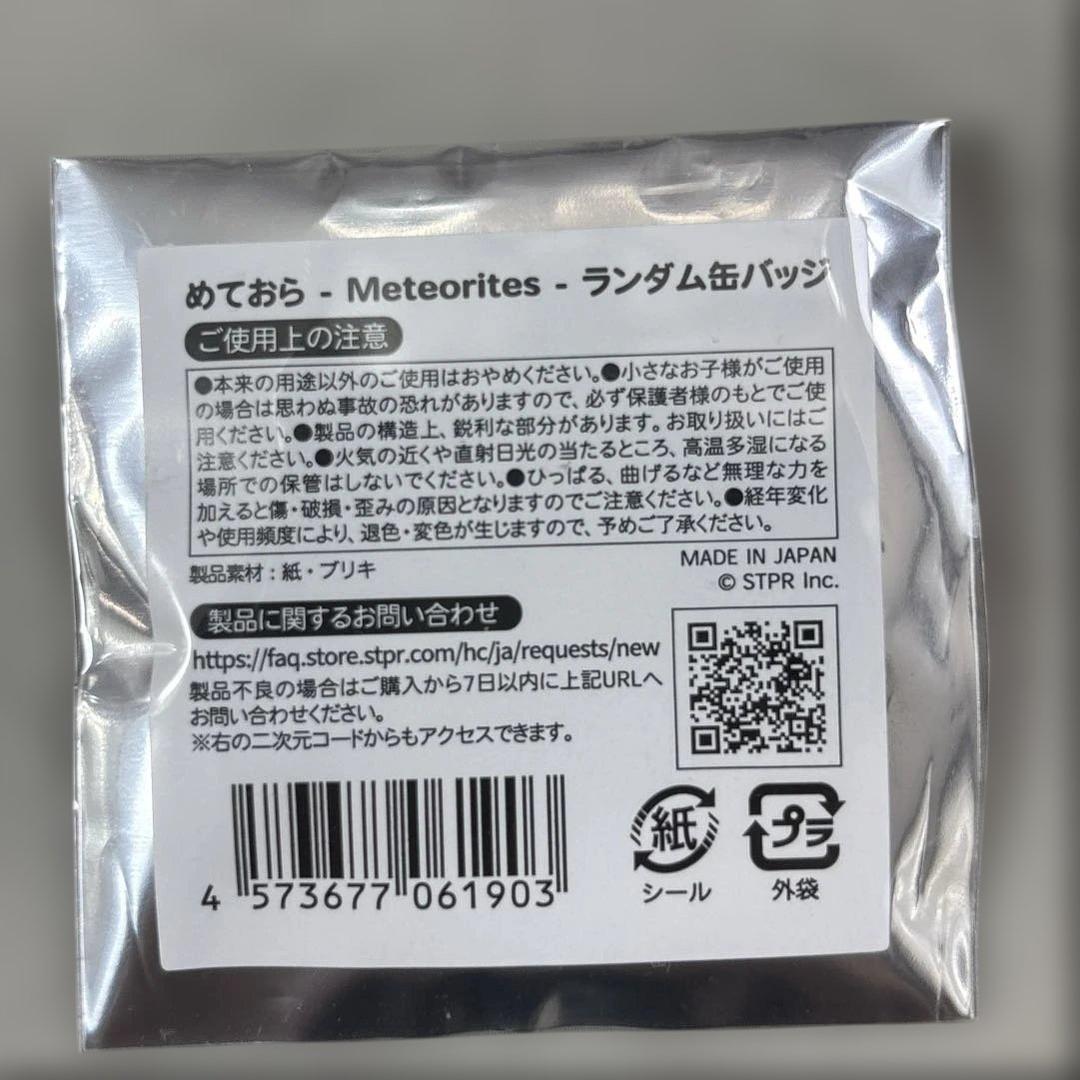 めておら - Meteorites - ランダム缶バッジ
ご使用上の注意
●本来の用途以外のご使用はおやめください。●小さなお子様がご使用
の場合は思わぬ事故の恐れがありますので、必ず保護者様のもとでご使
用ください。●製品の構造上、鋭利な部分があります。お取り扱いにはご
注意ください。●火気の近くや直射日光の当たるところ、高温多湿になる
場所での保管はしないでください。●ひっぱる、曲げるなど無理な力を
加えると傷・破損・歪みの原因となりますのでご注意ください。●経年変化
や使用頻度により、退色・変色が生じますので、予めご了承ください。
製品素材：紙・ブリキ
MADE IN JAPAN
© STPR Inc.
製品に関するお問い合わせ
https://faq.store.stpr.com/hc/ja/requests/new
製品不良の場合はご購入から7日以内に上記URLへ
お問い合わせください。
※右の二次元コードからもアクセスできます。
4 573677 061903
紙
シール
プラ
外袋